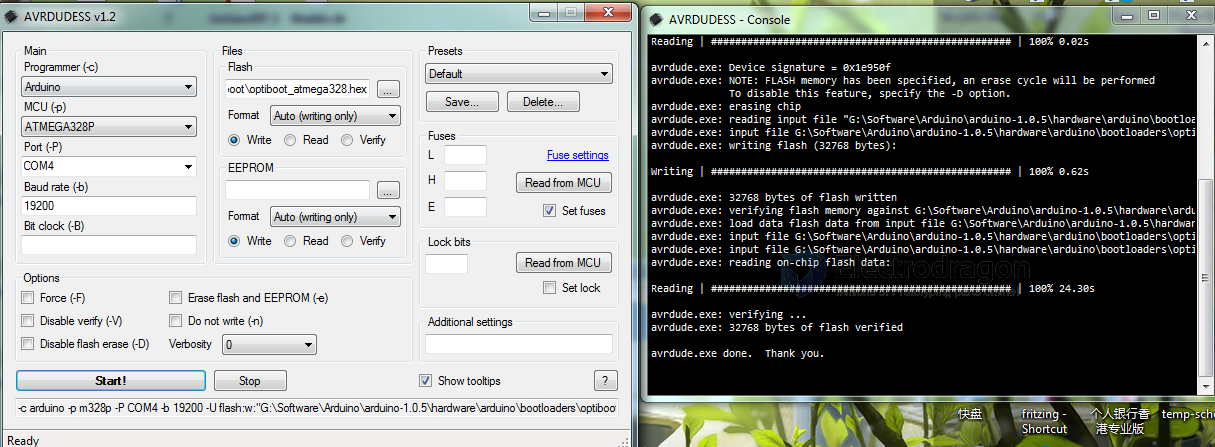 AVRDUDESS v1.2
Main
Programmer (-c)
Arduino
MCU (-p)
ATMEGA328P
Port (-P)
COM4
Baud rate (-b)
19200
Bit clock (-B)
Files
Flash
oot\optiboot_atmega328.hex
...
Format
Auto (writing only)
Write Read Verify
EEPROM
...
Format
Auto (writing only)
Write Read Verify
Presets
Default
Save... Delete...
Fuses
L
Fuse settings
H
Read from MCU
E
Set fuses
Lock bits
Read from MCU
Set lock
Options
Force (-F)
Erase flash and EEPROM (-e)
Disable verify (-V)
Do not write (-n)
Disable flash erase (-D)
Verbosity 0
Additional settings
Start! Stop
Show tooltips
?
-c arduino -p m328p -P COM4 -b 19200 -U flash:w:"G:\Software\Arduino\arduino-1.0.5\hardware\arduino\bootloaders\optiboot
Ready
AVRDUDESS - Console
Reading | ################################################## | 100% 0.02s
avrdude.exe: Device signature = 0x1e950f
avrdude.exe: NOTE: FLASH memory has been specified, an erase cycle will be performed
To disable this feature, specify the -D option.
avrdude.exe: erasing chip
avrdude.exe: reading input file "G:\Software\Arduino\arduino-1.0.5\hardware\arduino\bootloa
avrdude.exe: input file G:\Software\Arduino\arduino-1.0.5\hardware\arduino\bootloaders\opti
avrdude.exe: writing flash (32768 bytes):
Writing | ################################################## | 100% 0.62s
avrdude.exe: 32768 bytes of flash written
avrdude.exe: verifying flash memory against G:\Software\Arduino\arduino-1.0.5\hardware\ardu
avrdude.exe: load data flash data from input file G:\Software\Arduino\arduino-1.0.5\hardwar
avrdude.exe: input file G:\Software\Arduino\arduino-1.0.5\hardware\arduino\bootloaders\opti
avrdude.exe: input file G:\Software\Arduino\arduino-1.0.5\hardware\arduino\bootloaders\opti
avrdude.exe: reading on-chip flash data:
Electrodragon
Reading | ################################################## | 100% 24.30s
avrdude.exe: verifying ...
avrdude.exe: 32768 bytes of flash verified
avrdude.exe done.  Thank you.
快盘
fritzing -
Shortcut
个人银行香
港专业版
temp-sche